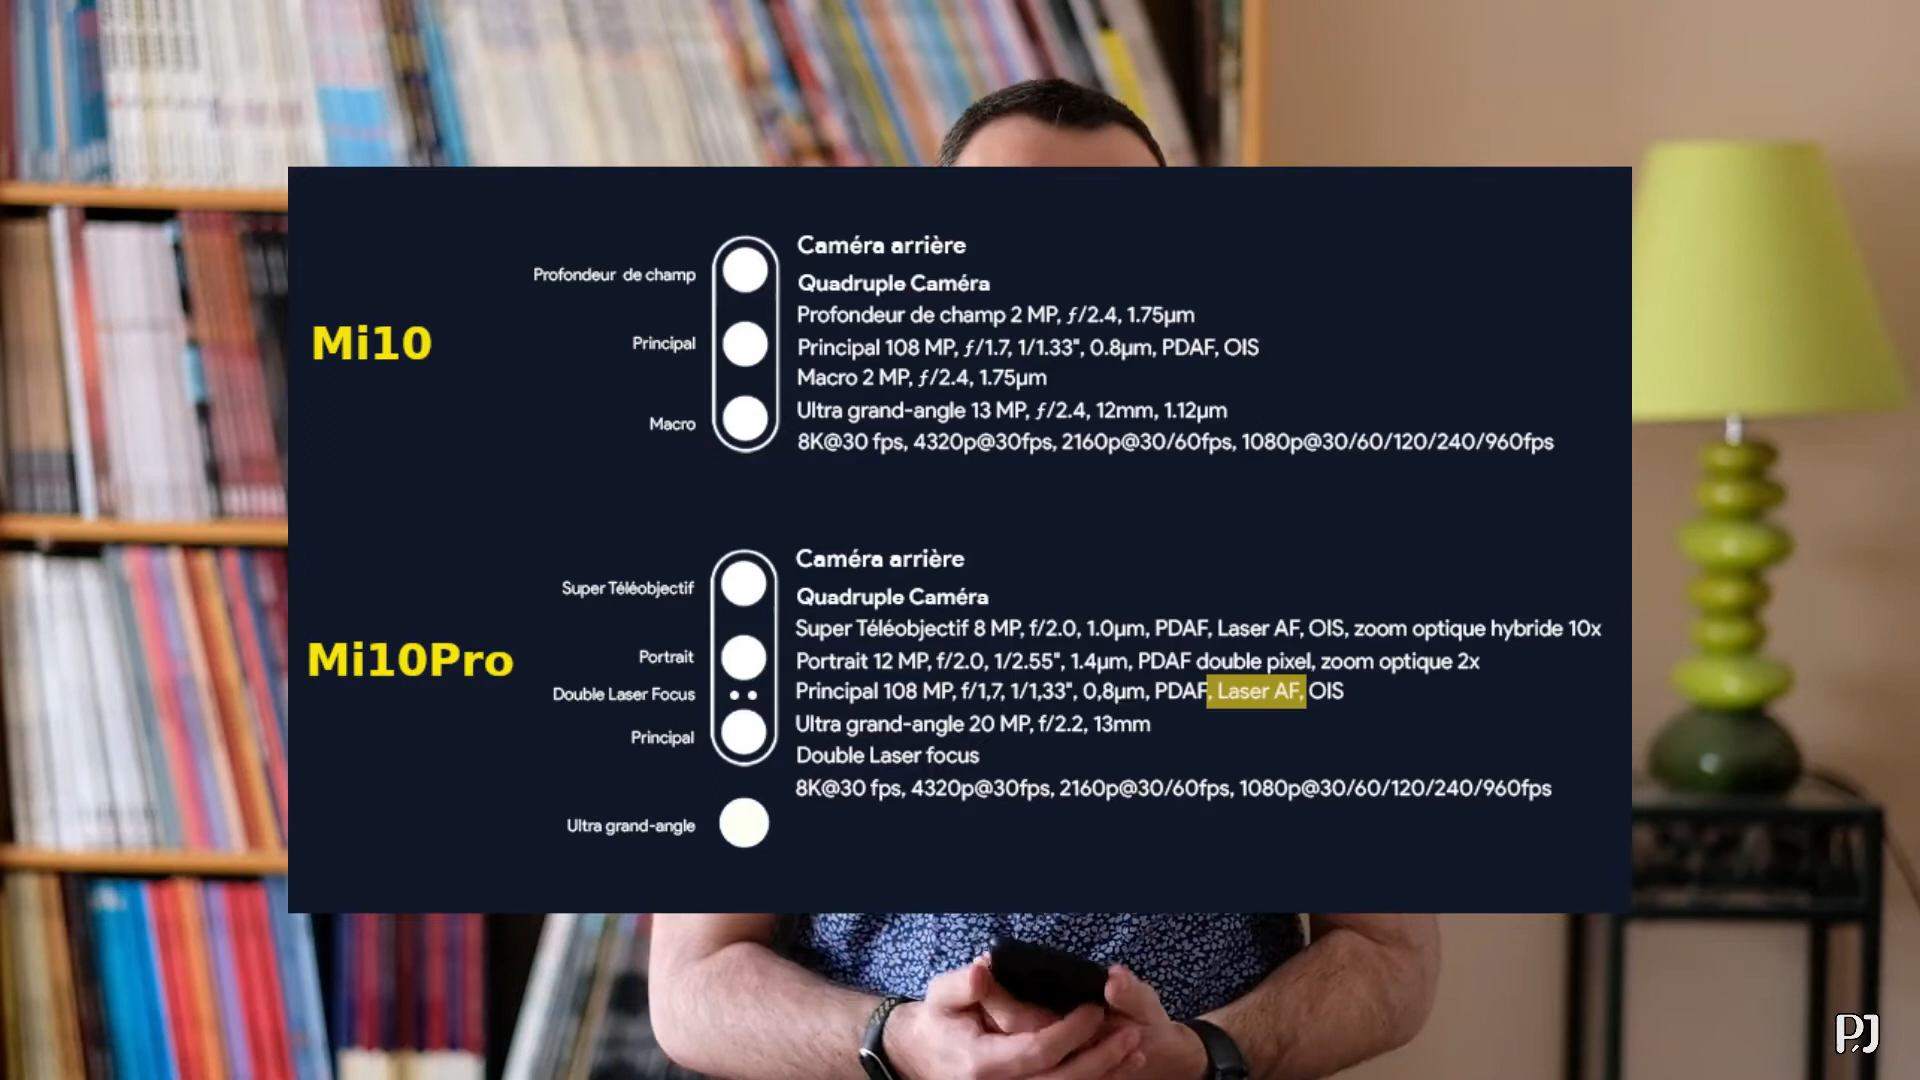 Mi10
Profondeur de champ
Principal
Macro
Caméra arrière
Quadruple Caméra
Profondeur de champ 2 MP, ƒ/2.4, 1.75µm
Principal 108 MP, ƒ/1.7, 1/1.33", 0.8µm, PDAF, OIS
Macro 2 MP, ƒ/2.4, 1.75µm
Ultra grand-angle 13 MP, ƒ/2.4, 12mm, 1.12µm
8K@30 fps, 4320p@30fps, 2160p@30/60fps, 1080p@30/60/120/240/960fps
Mi10Pro
Super Téléobjectif
Portrait
Double Laser Focus
Principal
Ultra grand-angle
Caméra arrière
Quadruple Caméra
Super Téléobjectif 8 MP, f/2.0, 1.0µm, PDAF, Laser AF, OIS, zoom optique hybride 10x
Portrait 12 MP, f/2.0, 1/2.55", 1.4µm, PDAF double pixel, zoom optique 2x
Principal 108 MP, f/1,7, 1/1,33", 0,8µm, PDAF, Laser AF, OIS
Ultra grand-angle 20 MP, f/2.2, 13mm
Double Laser focus
8K@30 fps, 4320p@30fps, 2160p@30/60fps, 1080p@30/60/120/240/960fps
PJ